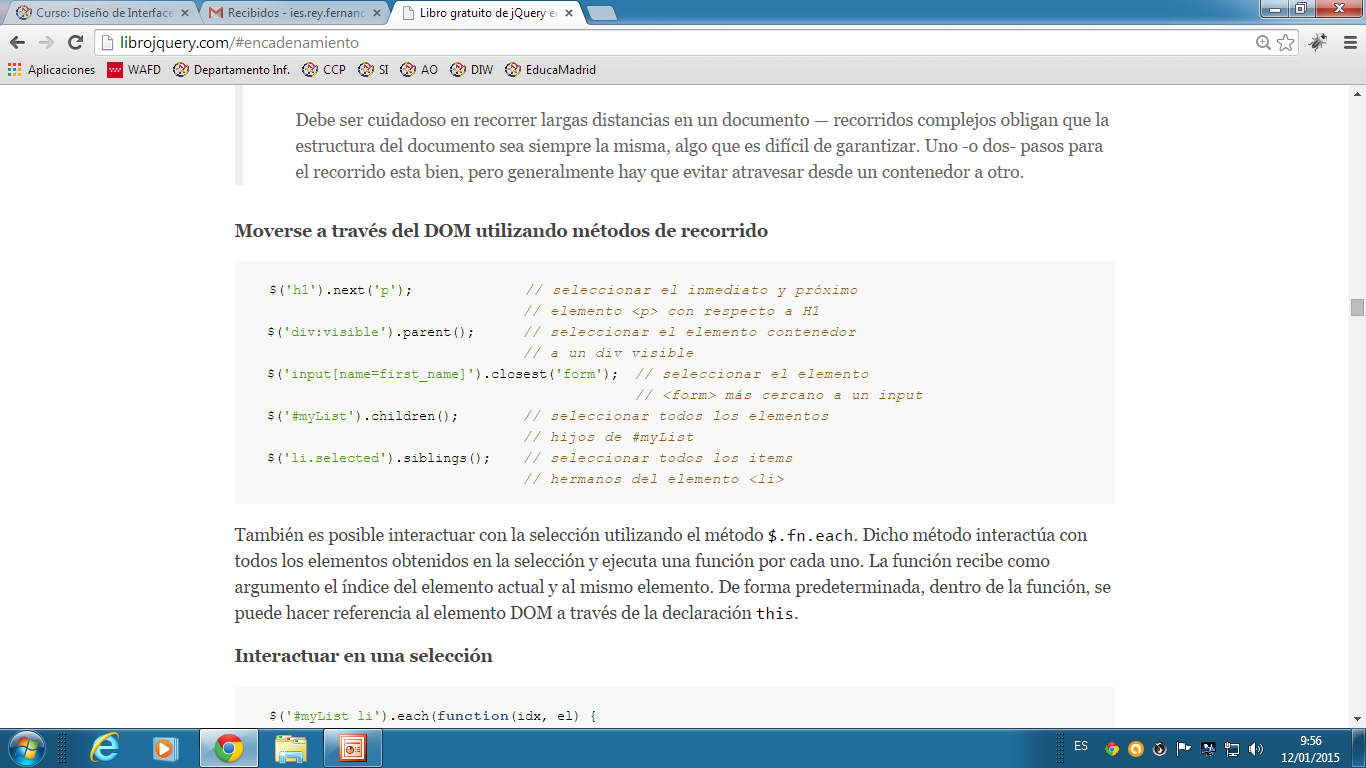 Curso: Diseño de Interface
Recibidos - ies.rey.fernand
Libro gratuito de jQuery en
librojquery.com/#encadenamiento
Aplicaciones WAFD Departamento Inf. CCP SI AO DIW EducaMadrid
Debe ser cuidadoso en recorrer largas distancias en un documento — recorridos complejos obligan que la
estructura del documento sea siempre la misma, algo que es difícil de garantizar. Uno -o dos- pasos para
el recorrido esta bien, pero generalmente hay que evitar atravesar desde un contenedor a otro.
Moverse a través del DOM utilizando métodos de recorrido
$('h1').next('p'); // seleccionar el inmediato y próximo
// elemento <p> con respecto a H1
$('div:visible').parent(); // seleccionar el elemento contenedor
// a un div visible
$('input[name=first_name]').closest('form'); // seleccionar el elemento
// <form> más cercano a un input
$('#myList').children(); // seleccionar todos los elementos
// hijos de #myList
$('li.selected').siblings(); // seleccionar todos los items
// hermanos del elemento <li>
También es posible interactuar con la selección utilizando el método $.fn.each. Dicho método interactúa con
todos los elementos obtenidos en la selección y ejecuta una función por cada uno. La función recibe como
argumento el índice del elemento actual y al mismo elemento. De forma predeterminada, dentro de la función, se
puede hacer referencia al elemento DOM a través de la declaración this.
Interactuar en una selección
$('#myList li').each(function(idx, el) {
ES
9:56
12/01/2015